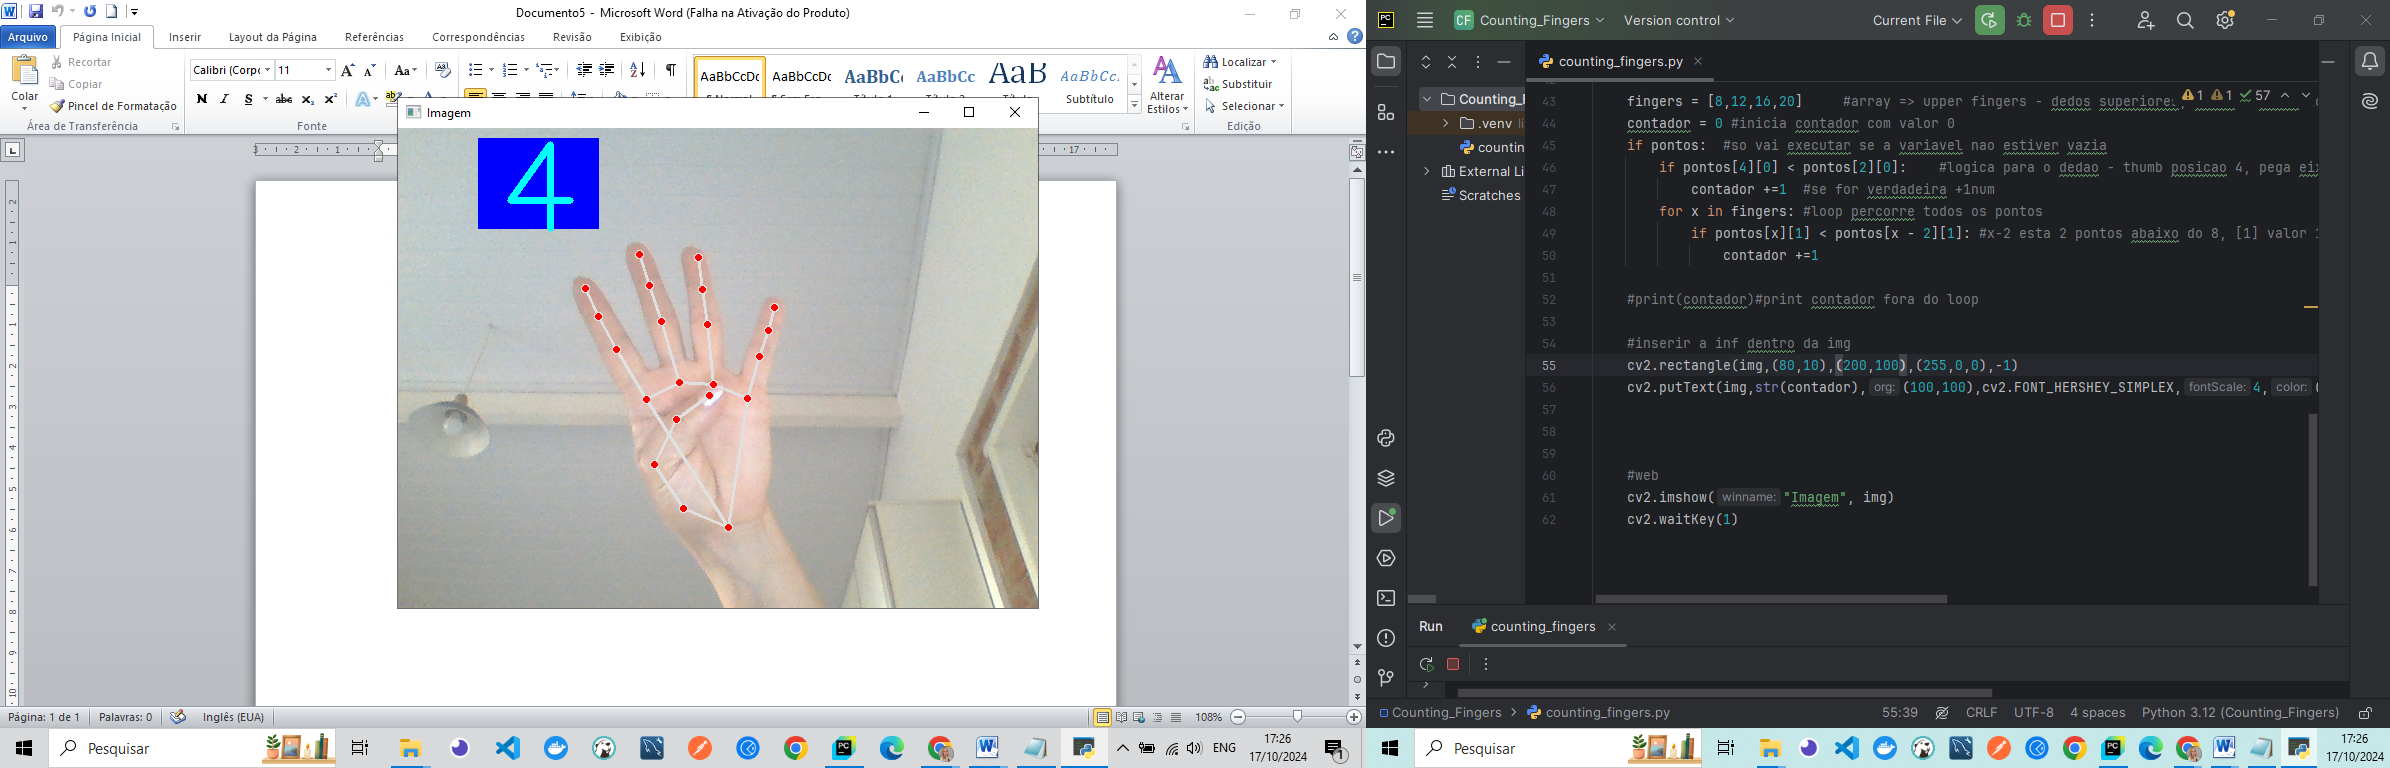 Documento5 - Microsoft Word (Falha na Ativação do Produto)
Arquivo Página Inicial Inserir Layout da Página Referências Correspondências Revisão Exibição
Colar
Recortar
Copiar
Pincel de Formatação
Área de Transferência
Calibri (Corpo 11
N I S abc x₂ x²
Fonte
AaBbCcDc AaBbCcDc AaBbCc AaBbCc AaB AaBbCc.
Subtítulo
Alterar
Estilos
Localizar
Substituir
Selecionar
Edição
Imagem
4
Página: 1 de 1 Palavras: 0 Inglês (EUA) 108%
Pesquisar
ENG
17:26
17/10/2024
CF Counting_Fingers Version control Current File
counting_fingers.py
Counting_
.venv
counting
External Li
Scratches
1 1 57
43 fingers = [8,12,16,20] #array => upper fingers - dedos superiores
44 contador = 0 #inicia contador com valor 0
45 if pontos: #so vai executar se a variavel nao estiver vazia
46 if pontos[4][0] < pontos[2][0]: #logica para o dedao - thumb posicao 4, pega eix
47 contador +=1 #se for verdadeira +1num
48 for x in fingers: #loop percorre todos os pontos
49 if pontos[x][1] < pontos[x - 2][1]: #x-2 esta 2 pontos abaixo do 8, [1] valor
50 contador +=1
51
52 #print(contador)#print contador fora do loop
53
54 #inserir a inf dentro da img
55 cv2.rectangle(img,(80,10),(200,100),(255,0,0),-1)
56 cv2.putText(img,str(contador), org: (100,100),cv2.FONT_HERSHEY_SIMPLEX, fontScale: 4, color:
57
58
59
60 #web
61 cv2.imshow( winname: "Imagem", img)
62 cv2.waitKey(1)
Run counting_fingers
Counting_Fingers > counting_fingers.py 55:39 CRLF UTF-8 4 spaces Python 3.12 (Counting_Fingers)
Pesquisar
17:26
17/10/2024